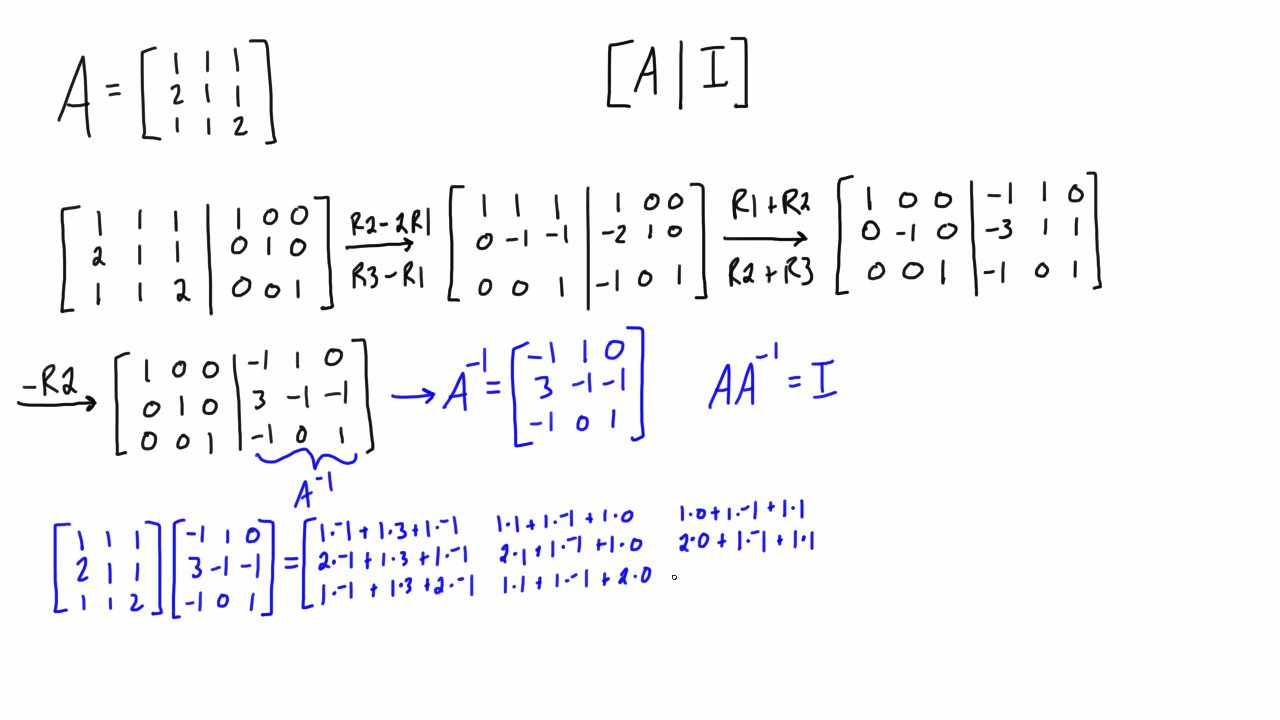 A = [1 1 1
2 1 1
1 1 2]
[A | I]
[1 1 1 | 1 0 0
2 1 1 | 0 1 0
1 1 2 | 0 0 1]
R2-2R1
R3-R1
[1 1 1 | 1 0 0
0 -1 -1 | -2 1 0
0 0 1 | -1 0 1]
R1+R2
R2+R3
[1 0 0 | -1 1 0
0 -1 0 | -3 1 1
0 0 1 | -1 0 1]
-R2
[1 0 0 | -1 1 0
0 1 0 | 3 -1 -1
0 0 1 | -1 0 1]
A⁻¹
→ A⁻¹ = [-1 1 0
3 -1 -1
-1 0 1]
AA⁻¹ = I
[1 1 1
2 1 1
1 1 2]
[-1 1 0
3 -1 -1
-1 0 1]
= [1·-1 + 1·3 + 1·-1 1·1 + 1·-1 + 1·0 1·0 + 1·-1 + 1·1
2·-1 + 1·3 + 1·-1 2·1 + 1·-1 + 1·0 2·0 + 1·-1 + 1·1
1·-1 + 1·3 + 2·-1 1·1 + 1·-1 + 2·0